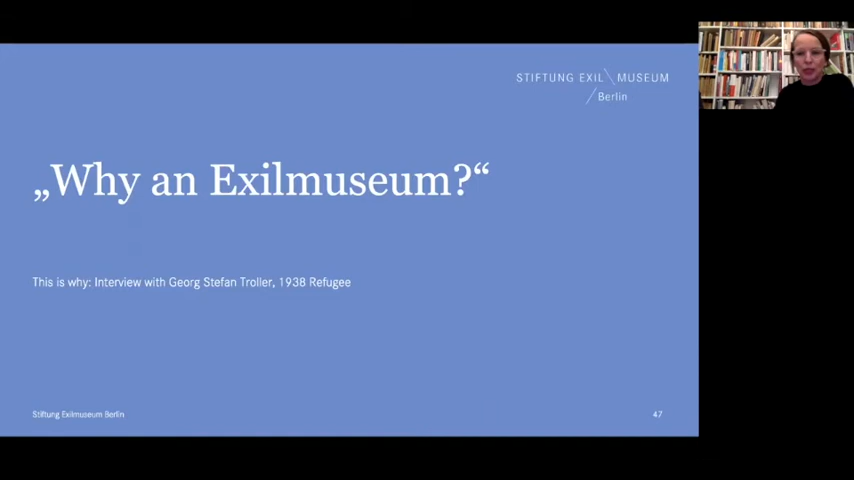 STIFTUNG EXIL MUSEUM
Berlin
„Why an Exilmuseum?“
This is why: Interview with Georg Stefan Troller, 1938 Refugee
Stiftung Exilmuseum Berlin
47